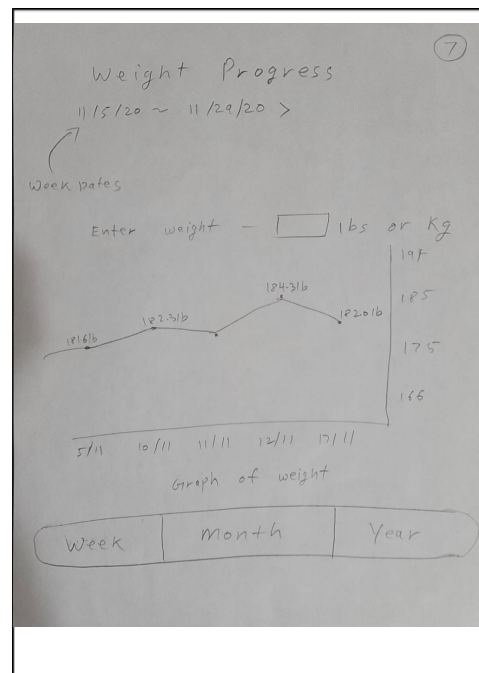 7
Weight Progress
11/5/20 ~ 11/29/20 >
Week Dates
Enter weight - lbs or Kg
184.3lb
185
182.3lb
182.0lb
181.6lb
175
166
5/11 10/11 11/11 12/11 17/11
Graph of weight
Week Month Year